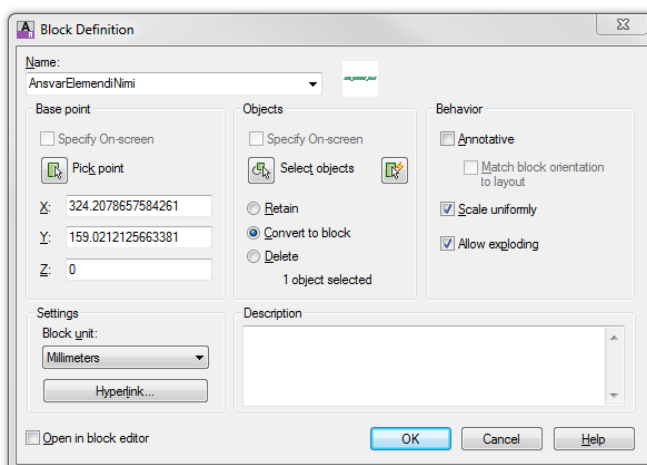 Block Definition
Name:
AnsvarElemendiNimi
Base point
Specify On-screen
Pick point
X: 324.2078657584261
Y: 159.0212125663381
Z: 0
Objects
Specify On-screen
Select objects
Retain
Convert to block
Delete
1 object selected
Behavior
Annotative
Match block orientation
to layout
Scale uniformly
Allow exploding
Settings
Block unit:
Millimeters
Hyperlink...
Description
Open in block editor
OK
Cancel
Help